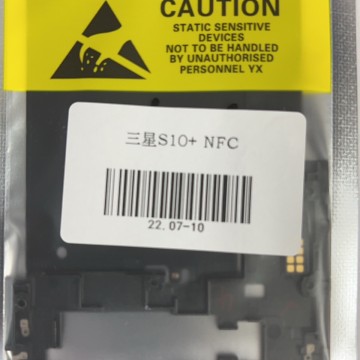 CAUTION
STATIC SENSITIVE
DEVICES
NOT TO BE HANDLED
BY UNAUTHORISED
PERSONNEL YX
三星S10+ NFC
22.07-10